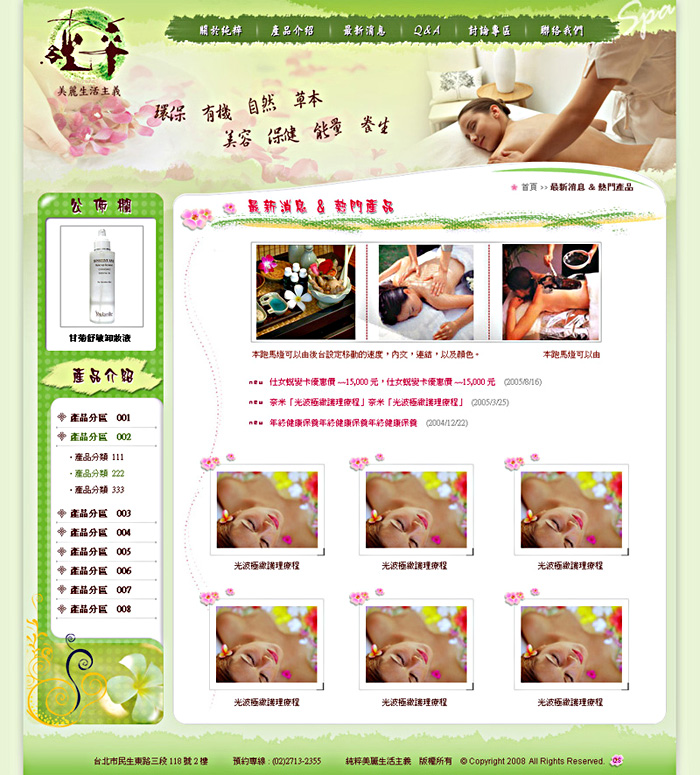 純粹
美麗生活主義
關於純粹
產品介紹
最新消息
Q&A
討論專區
聯絡我們
Spa
環保 有機 自然 草本
美容 保健 能量 養生
首頁 >> 最新消息 & 熱門產品
公佈欄
甘菊舒敏卸妝液
產品介紹
產品分區 001
產品分區 002
・產品分類 111
・產品分類 222
・產品分類 333
產品分區 003
產品分區 004
產品分區 005
產品分區 006
產品分區 007
產品分區 008
最新消息 & 熱門產品
本跑馬燈可以由後台設定移動的速度，內文，連結，以及顏色。
本跑馬燈可以由
new 仕女蛻變卡優惠價 ~~15,000 元，仕女蛻變卡優惠價 ~~15,000 元 (2005/8/16)
new 奈米「光波極緻護理療程」奈米「光波極緻護理療程」 (2005/3/25)
new 年終健康保養年終健康保養年終健康保養 (2004/12/22)
光波極緻護理療程
光波極緻護理療程
光波極緻護理療程
光波極緻護理療程
光波極緻護理療程
光波極緻護理療程
台北市民生東路三段 118 號 2 樓 預約專線 : (02)2713-2355 純粹美麗生活主義 版權所有 © Copyright 2008 All Rights Reserved.